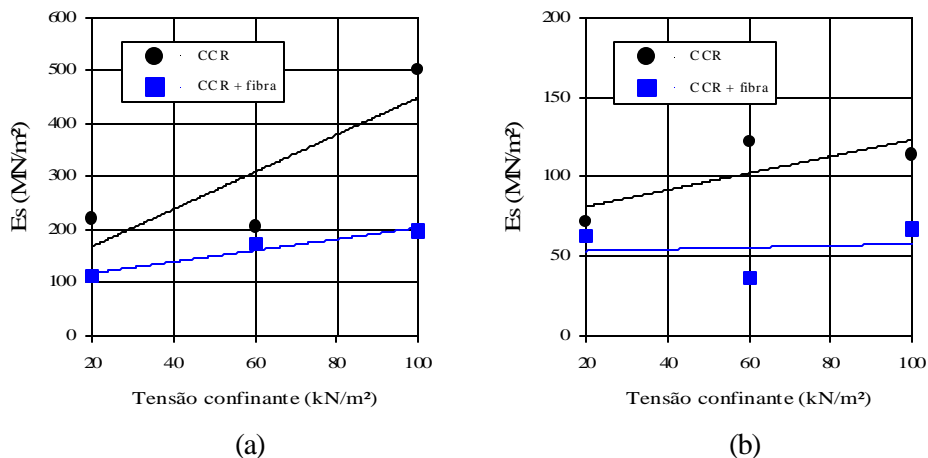 600
500
400
300
200
100
0
Es (MN/m²)
CCR
CCR + fibra
20 40 60 80 100
Tensão confinante (kN/m²)
(a)
200
150
100
50
0
Es (MN/m²)
CCR
CCR + fibra
20 40 60 80 100
Tensão confinante (kN/m²)
(b)